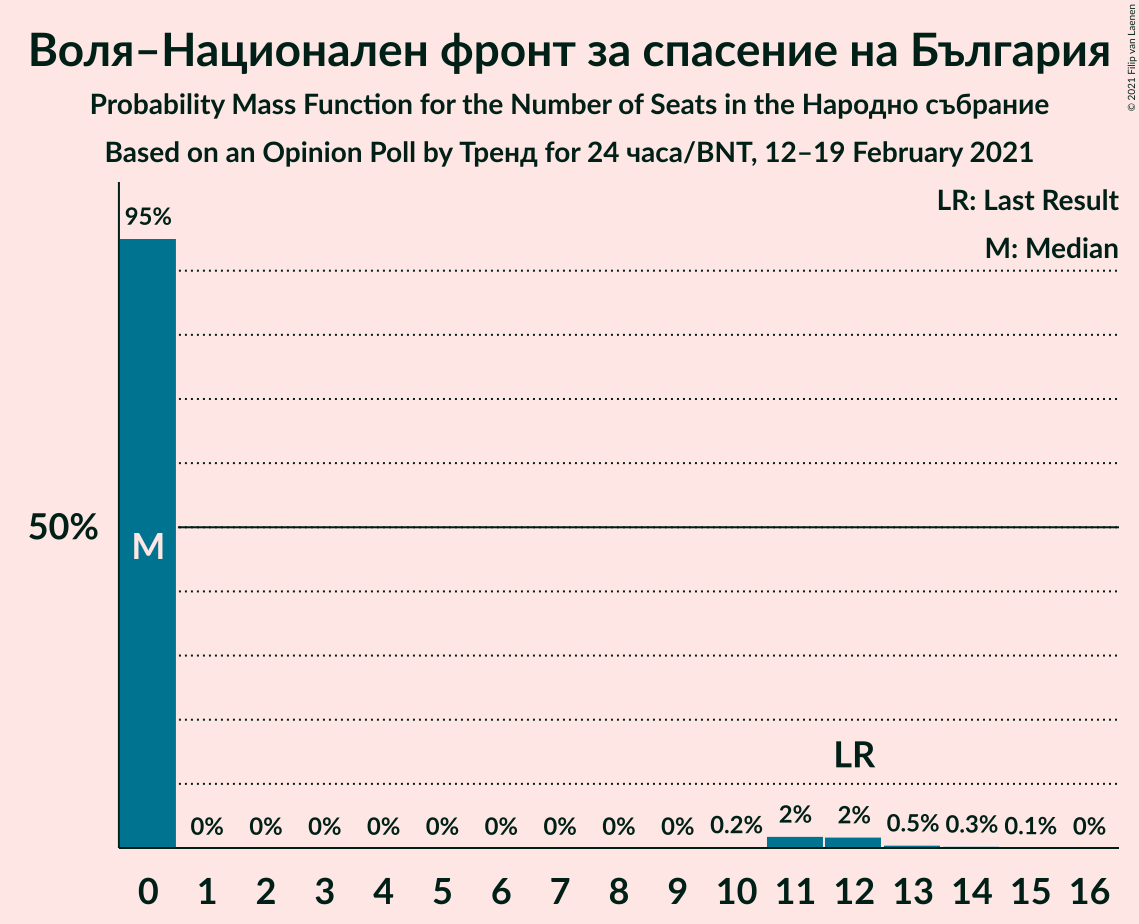 Воля–Национален фронт за спасение на България
Probability Mass Function for the Number of Seats in the Народно събрание
Based on an Opinion Poll by Тренд for 24 часа/BNT, 12–19 February 2021
© 2021 Filip van Laenen
LR: Last Result
M: Median
95%
50%
M
LR
0% 0% 0% 0% 0% 0% 0% 0% 0% 0.2% 2% 2% 0.5% 0.3% 0.1% 0%
0 1 2 3 4 5 6 7 8 9 10 11 12 13 14 15 16